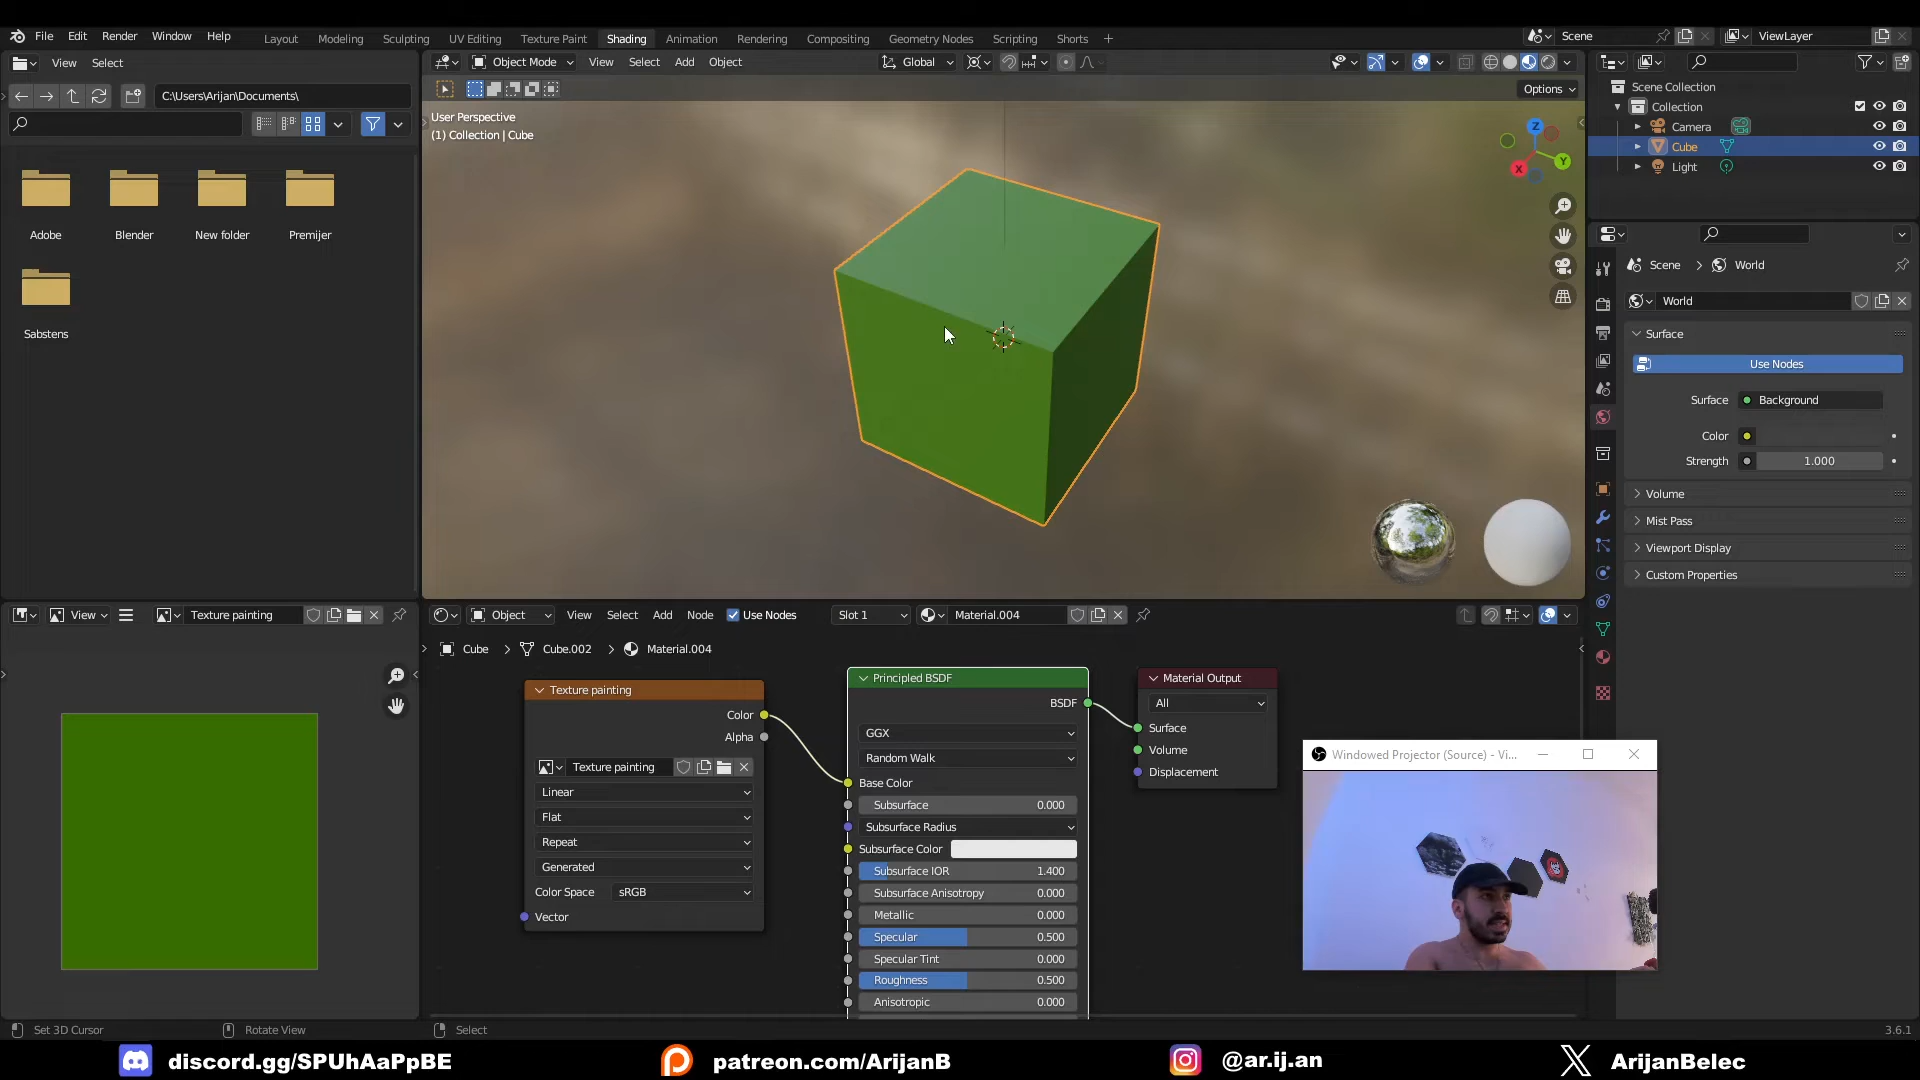 File Edit Render Window Help
Layout Modeling Sculpting UV Editing Texture Paint Shading Animation Rendering Compositing Geometry Nodes Scripting Shorts +
Scene
ViewLayer
View Select
Object Mode View Select Add Object
Global
C:\Users\Arijan\Documents\
Options
User Perspective
(1) Collection | Cube
Scene Collection
Collection
Camera
Cube
Light
Z
Y
X
Adobe Blender New folder Premijer
Sabstens
Scene > World
World
Surface
Use Nodes
Surface Background
Color
Strength 1.000
Volume
Mist Pass
Viewport Display
Custom Properties
View
Texture painting
Object View Select Add Node Use Nodes
Slot 1
Material.004
Cube > Cube.002 > Material.004
Texture painting
Color
Alpha
Texture painting
Linear
Flat
Repeat
Generated
Color Space sRGB
Vector
Principled BSDF
BSDF
GGX
Random Walk
Base Color
Subsurface 0.000
Subsurface Radius
Subsurface Color
Subsurface IOR 1.400
Subsurface Anisotropy 0.000
Metallic 0.000
Specular 0.500
Specular Tint 0.000
Roughness 0.500
Anisotropic 0.000
Material Output
All
Surface
Volume
Displacement
Windowed Projector (Source) - Vi...
Set 3D Cursor
Rotate View
Select
3.6.1
discord.gg/SPUhAaPpBE
patreon.com/ArijanB
@ar.ij.an
ArijanBelec